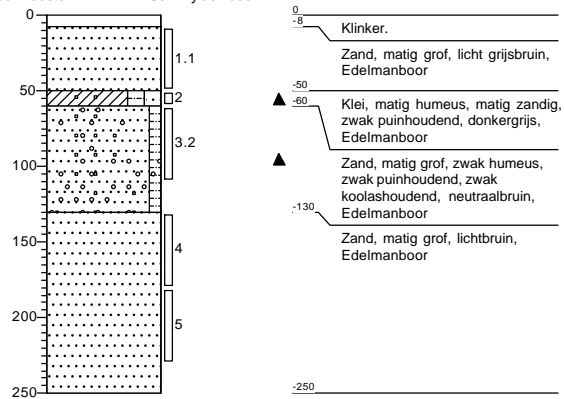 0
50
100
150
200
250
1.1
2
3.2
4
5
0
-8
Klinker.
Zand, matig grof, licht grijsbruin,
Edelmanboor
-50
-60
Klei, matig humeus, matig zandig,
zwak puinhoudend, donkergrijs,
Edelmanboor
Zand, matig grof, zwak humeus,
zwak puinhoudend, zwak
koolashoudend, neutraalbruin,
Edelmanboor
-130
Zand, matig grof, lichtbruin,
Edelmanboor
-250